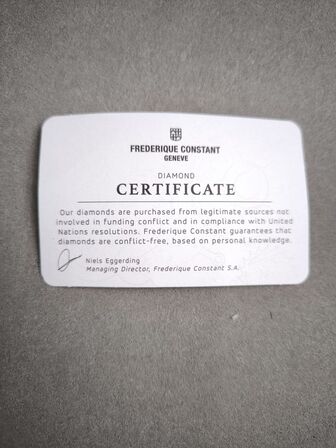 FREDERIQUE CONSTANT
GENEVE
DIAMOND
CERTIFICATE
Our diamonds are purchased from legitimate sources not
involved in funding conflict and in compliance with United
Nations resolutions. Frederique Constant guarantees that
diamonds are conflict-free, based on personal knowledge.
Niels Eggerding
Managing Director, Frederique Constant S.A.